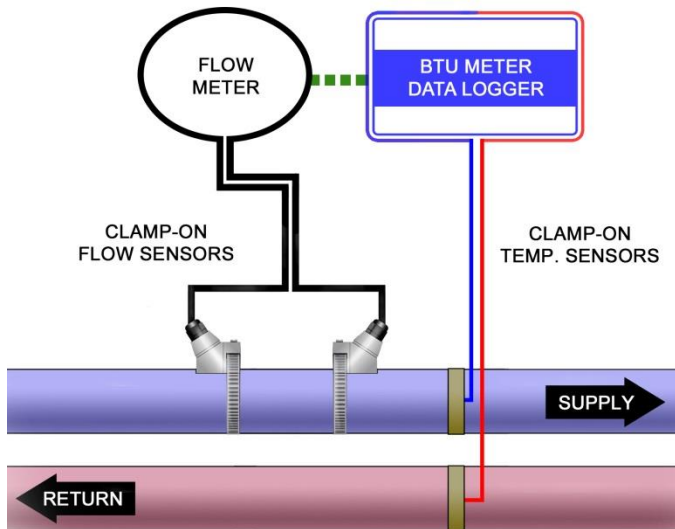 FLOW
METER
BTU METER
DATA LOGGER
CLAMP-ON
FLOW SENSORS
CLAMP-ON
TEMP. SENSORS
SUPPLY
RETURN